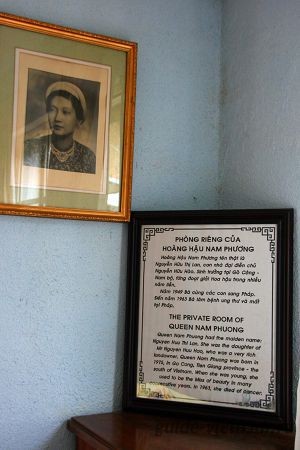 PHÒNG RIÊNG CỦA
HOÀNG HẬU NAM PHƯƠNG
Hoàng Hậu Nam Phương tên thật là
Nguyễn Hữu Thị Lan, con nhà đại điền chủ
Nguyễn Hữu Hào. Sinh trưởng tại Gò Công -
Nam bộ, từng đoạt giải Hoa hậu trong nhiều
năm liền.
Năm 1949 Bà cùng các con sang Pháp.
Đến năm 1963 Bà lâm bệnh ung thư và mất
tại Pháp.
THE PRIVATE ROOM OF
QUEEN NAM PHUONG
Queen Nam Phuong had the maiden name:
Nguyen Huu Thi Lan. She was the daughter of
Mr Nguyen Huu Hao, who was a very rich
landowner. Queen Nam Phuong was born in
in Go Cong, Tien Giang province - the
south of Vietnam. When she was young, she
used to be the Miss of beauty in many
consecutive years. In 1963, she died of cancer.